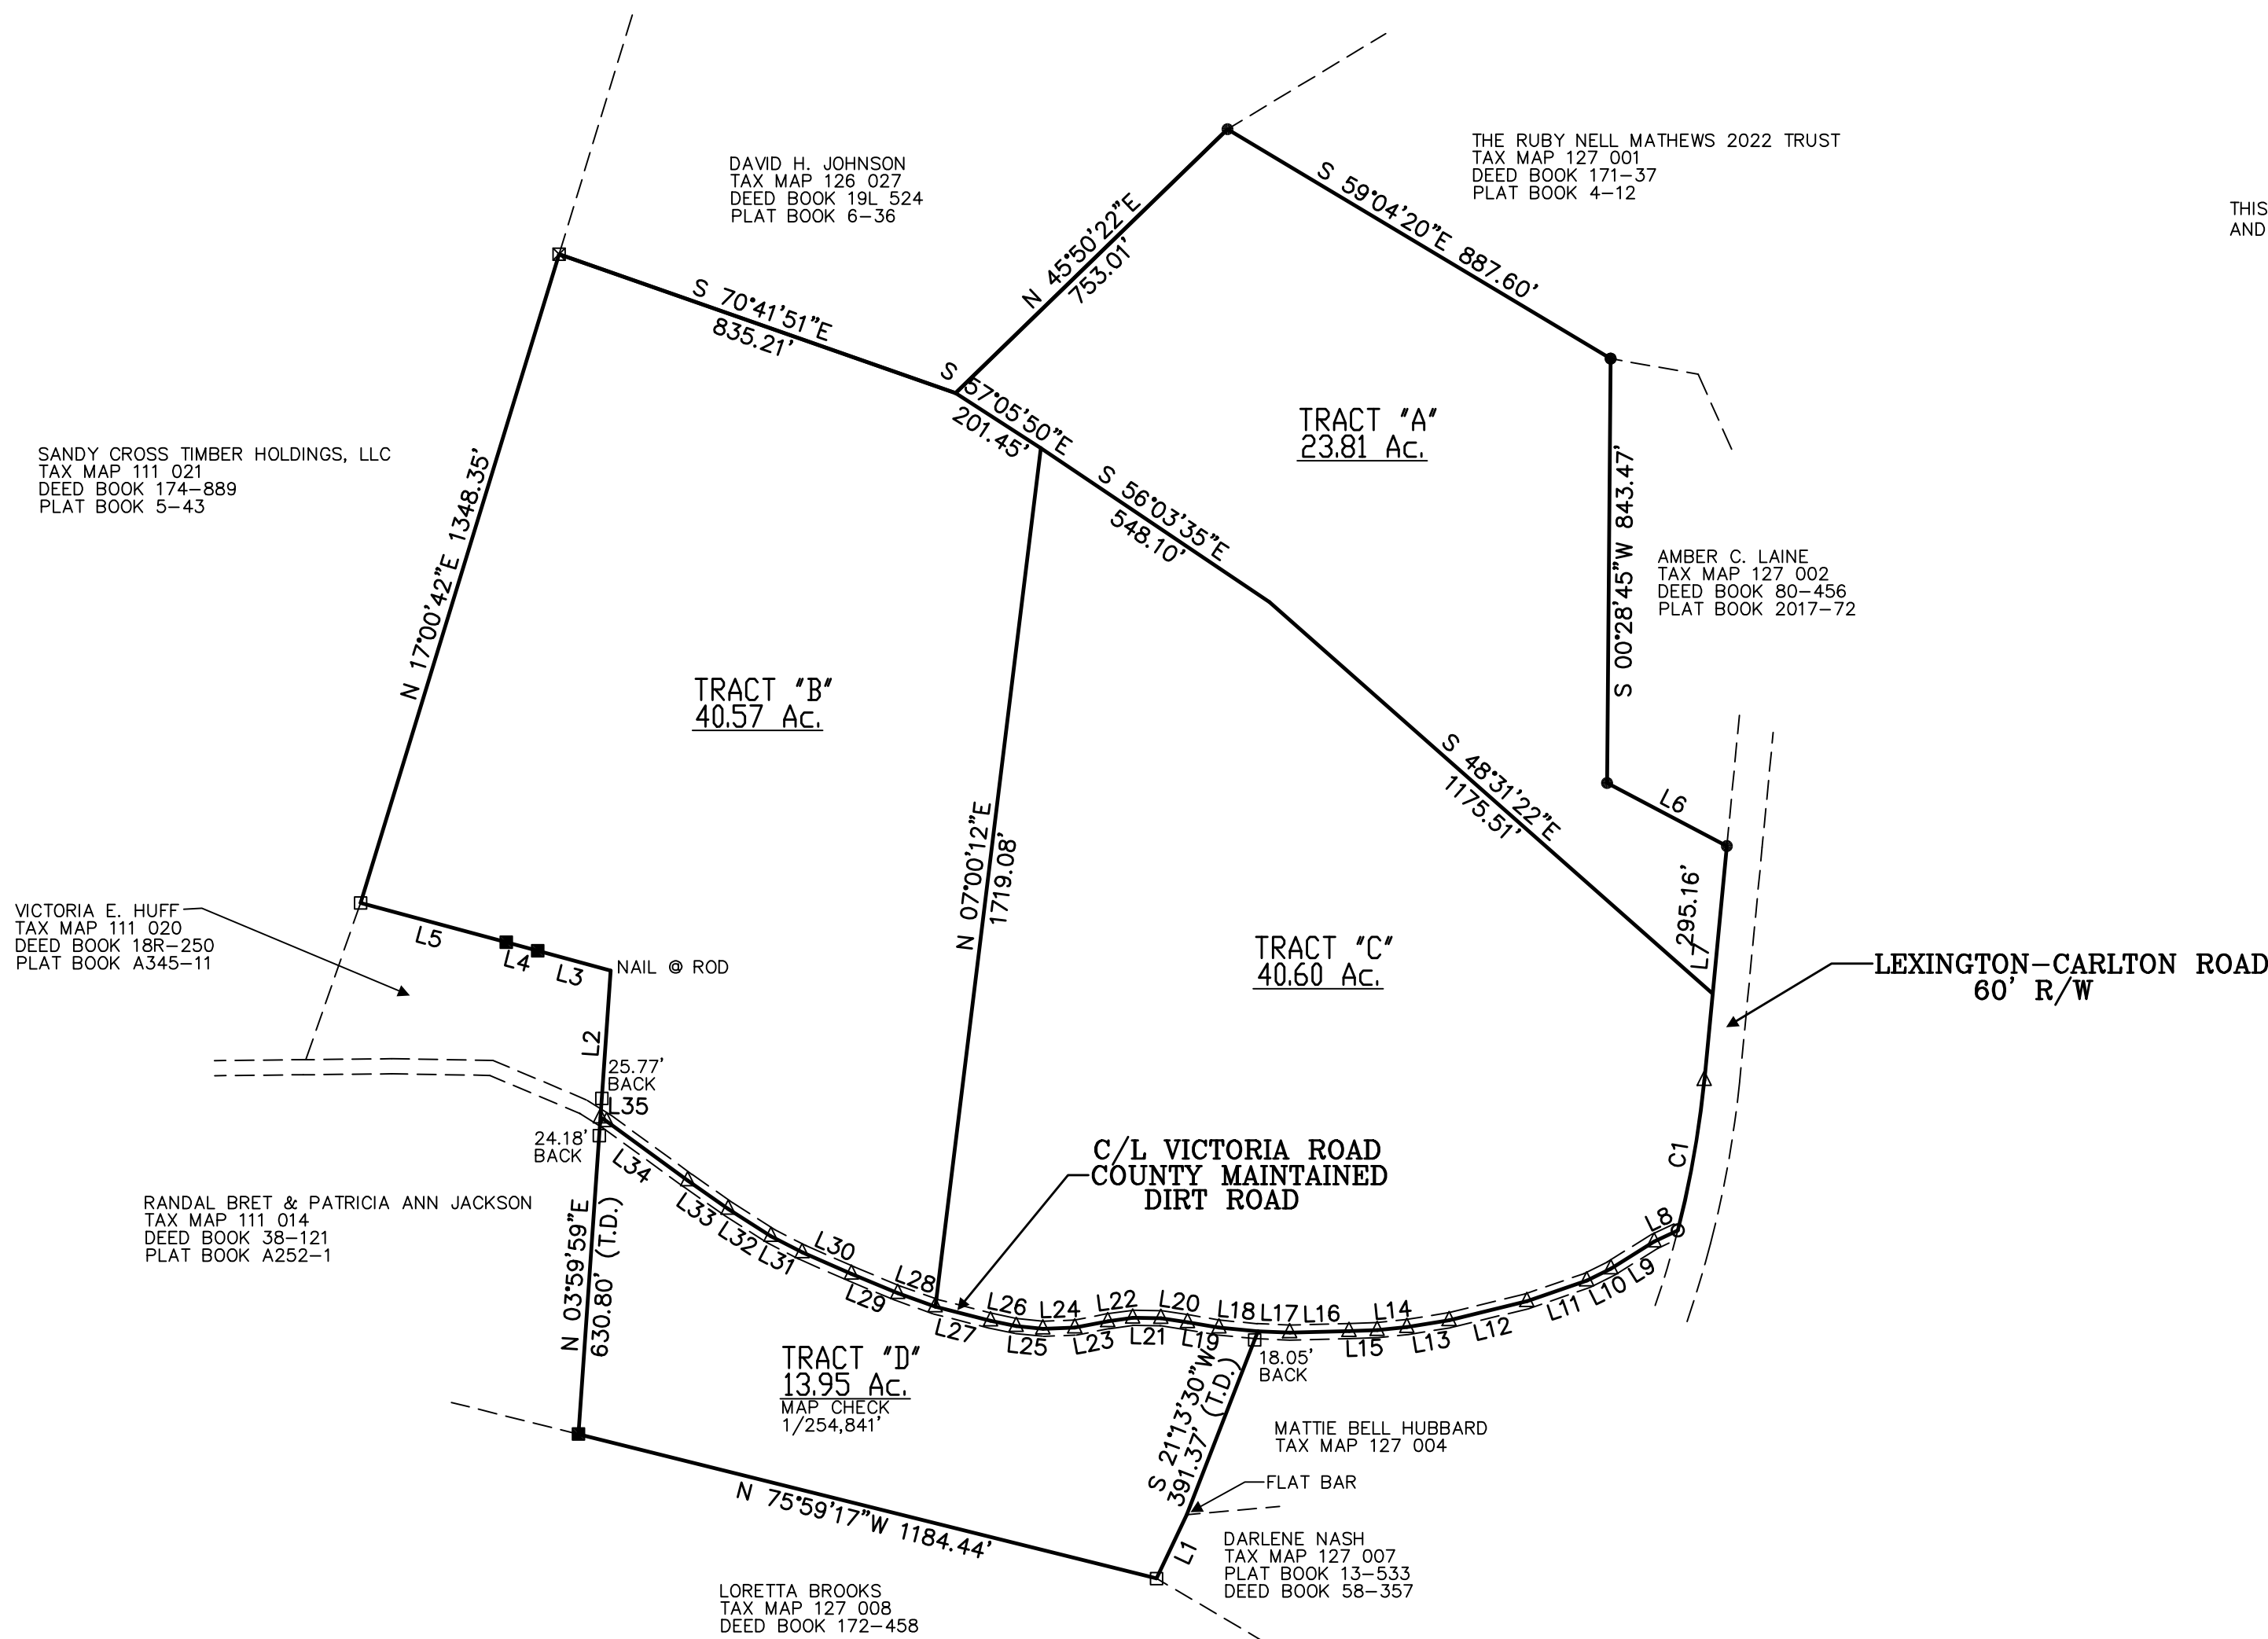 DAVID H. JOHNSON
TAX MAP 126 027
DEED BOOK 19L 524
PLAT BOOK 6-36
THE RUBY NELL MATHEWS 2022 TRUST
TAX MAP 127 001
DEED BOOK 171-37
PLAT BOOK 4-12
THIS
AND
S 59°04'20"E 887.60'
N 45°50'22"E
753.01'
S 70°41'51"E
835.21'
S 57°05'50"E
201.45'
TRACT "A"
23.81 Ac.
SANDY CROSS TIMBER HOLDINGS, LLC
TAX MAP 111 021
DEED BOOK 174-889
PLAT BOOK 5-43
N 17°00'42"E 1348.35'
S 56°03'35"E
548.10'
S 00°28'45"W 843.47'
AMBER C. LAINE
TAX MAP 127 002
DEED BOOK 80-456
PLAT BOOK 2017-72
TRACT "B"
40.57 Ac.
S 48°31'22"E
1175.51'
L6
N 07°00'12"E
1719.08'
L7
295.16'
VICTORIA E. HUFF
TAX MAP 111 020
DEED BOOK 18R-250
PLAT BOOK A345-11
L5
L4
L3
NAIL @ ROD
TRACT "C"
40.60 Ac.
LEXINGTON-CARLTON ROAD
60' R/W
L2
25.77'
BACK
L35
24.18'
BACK
L34
C/L VICTORIA ROAD
COUNTY MAINTAINED
DIRT ROAD
C1
RANDAL BRET & PATRICIA ANN JACKSON
TAX MAP 111 014
DEED BOOK 38-121
PLAT BOOK A252-1
N 03°59'59"E
630.80' (T.D.)
L33
L32
L31
L30
L29
L28
L27
L26
L25
L24
L23
L22
L21
L20
L19
L18
L17
L16
L15
L14
L13
L12
L11
L10
L9
L8
TRACT "D"
13.95 Ac.
MAP CHECK
1/254,841'
18.05'
BACK
S 21°13'30"W
391.37' (T.D.)
MATTIE BELL HUBBARD
TAX MAP 127 004
FLAT BAR
N 75°59'17"W 1184.44'
L1
DARLENE NASH
TAX MAP 127 007
PLAT BOOK 13-533
DEED BOOK 58-357
LORETTA BROOKS
TAX MAP 127 008
DEED BOOK 172-458